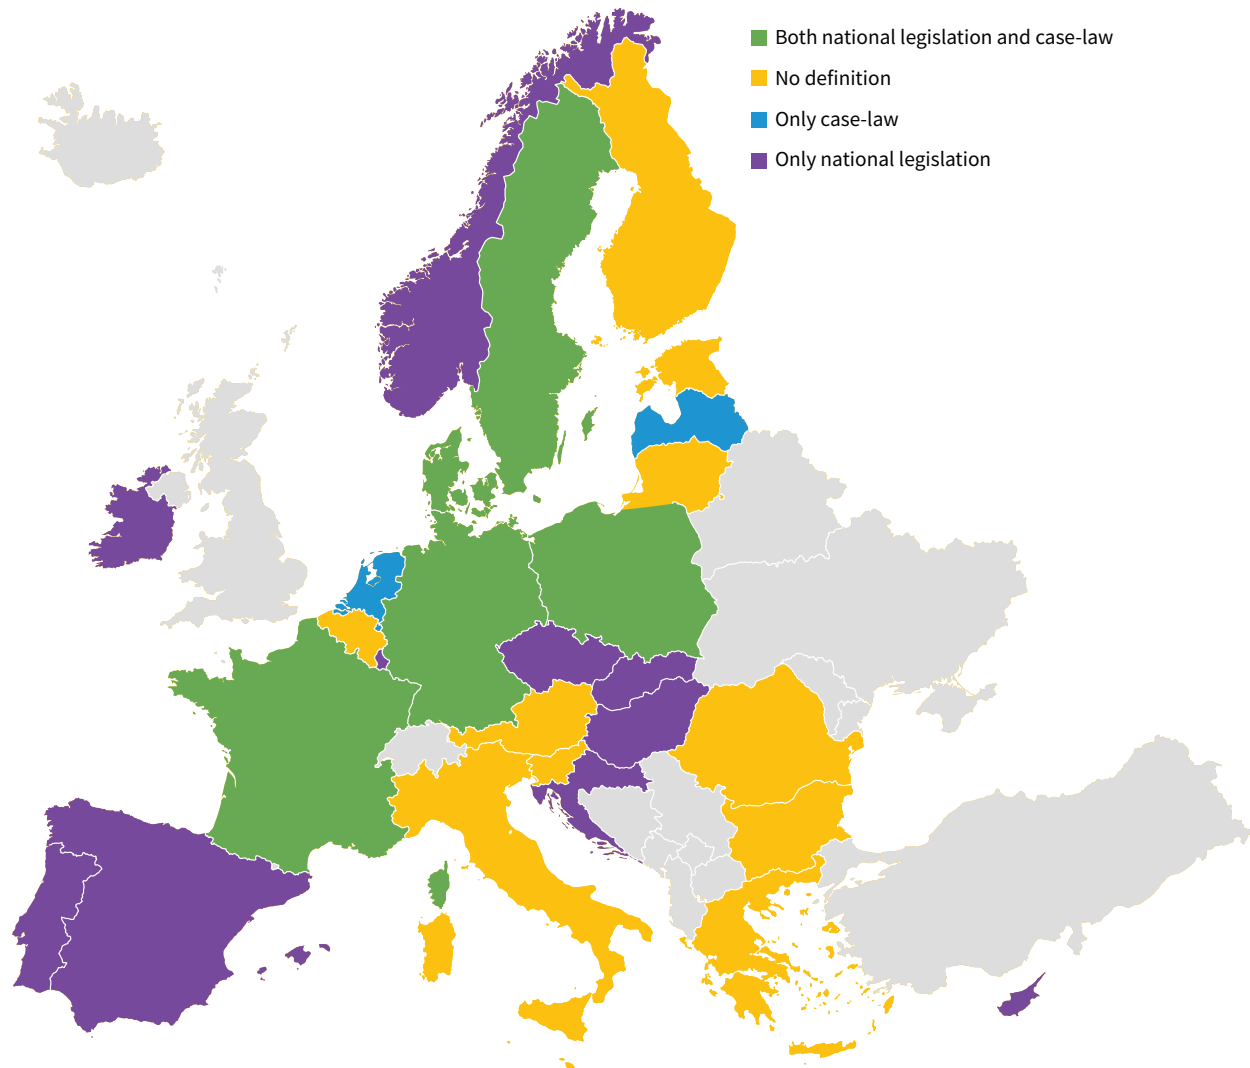 Both national legislation and case-law
No definition
Only case-law
Only national legislation